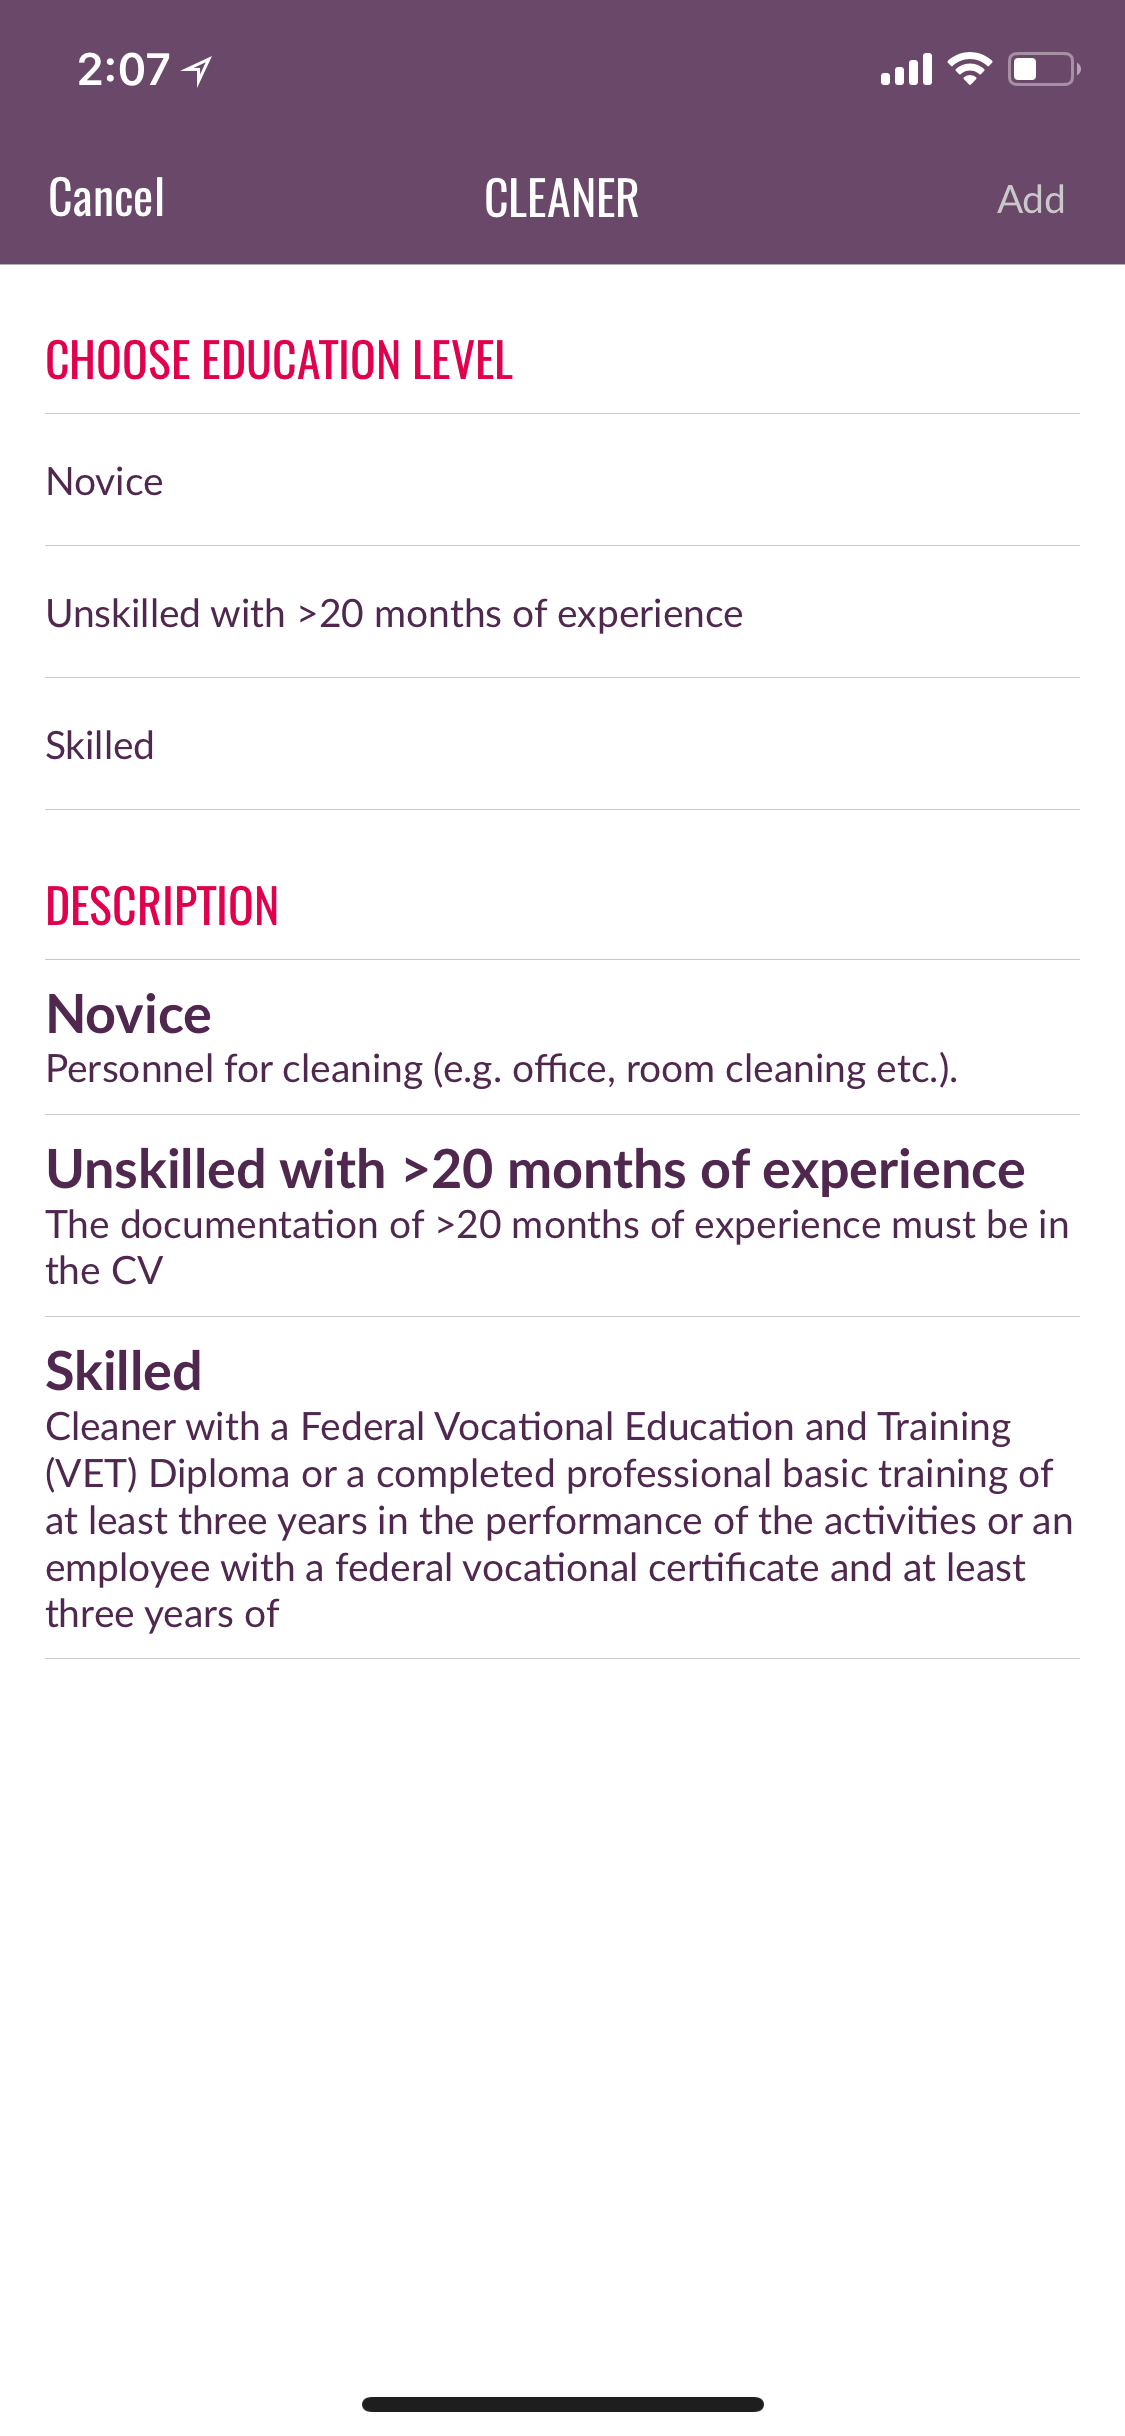 2:07
Cancel
CLEANER
Add
CHOOSE EDUCATION LEVEL
Novice
Unskilled with >20 months of experience
Skilled
DESCRIPTION
Novice
Personnel for cleaning (e.g. office, room cleaning etc.).
Unskilled with >20 months of experience
The documentation of >20 months of experience must be in
the CV
Skilled
Cleaner with a Federal Vocational Education and Training
(VET) Diploma or a completed professional basic training of
at least three years in the performance of the activities or an
employee with a federal vocational certificate and at least
three years of